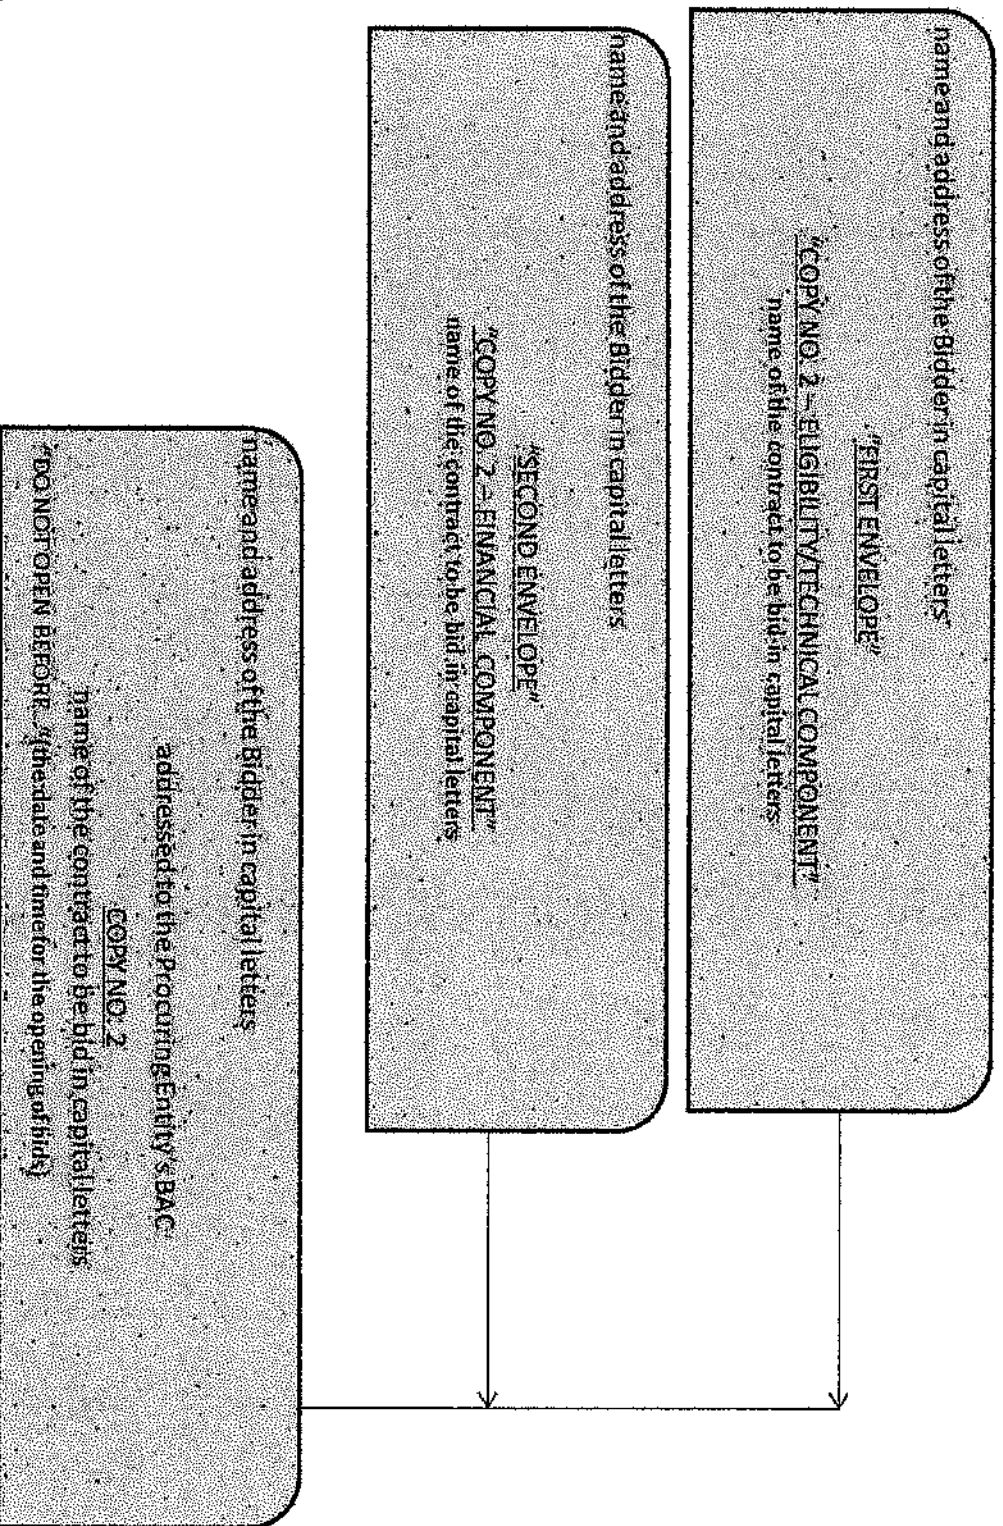 name and address of the Bidder in capital letters
"FIRST ENVELOPE"
"COPY NO. 2 – ELIGIBILITY/TECHNICAL COMPONENT"
name of the contract to be bid in capital letters
name and address of the Bidder in capital letters
"SECOND ENVELOPE"
"COPY NO. 2 – FINANCIAL COMPONENT"
name of the contract to be bid in capital letters
name and address of the Bidder in capital letters
addressed to the Procuring Entity's BAC
COPY NO. 2
name of the contract to be bid in capital letters
"DO NOT OPEN BEFORE..." (the date and time for the opening of bids)